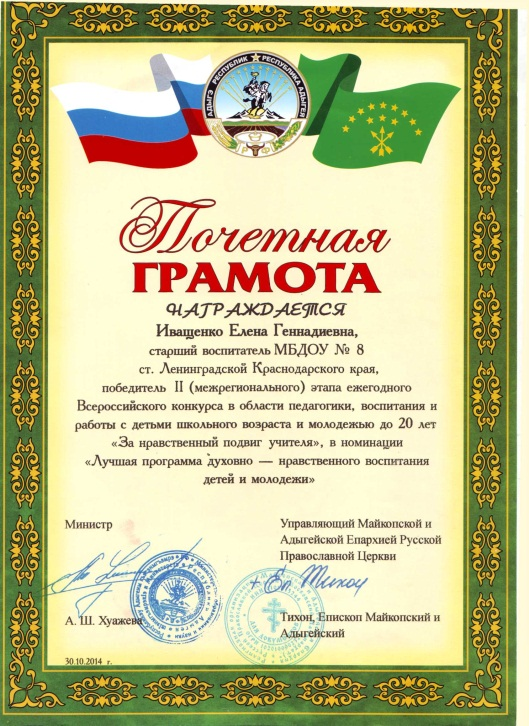 АДЫГЭ РЕСПУБЛИК ★ РЕСПУБЛИКА АДЫГЕЯ
РФ
Почетная
ГРАМОТА
НАГРАЖДАЕТСЯ
Иващенко Елена Геннадиевна,
старший воспитатель МБДОУ № 8
ст. Ленинградской Краснодарского края,
победитель II (межрегионального) этапа ежегодного
Всероссийского конкурса в области педагогики, воспитания и
работы с детьми школьного возраста и молодежью до 20 лет
«За нравственный подвиг учителя», в номинации
«Лучшая программа духовно — нравственного воспитания
детей и молодежи»
Министр
А. Ш. Хуажева
Управляющий Майкопской и
Адыгейской Епархией Русской
Православной Церкви
+ Еп. Тихон
Тихон, Епископ Майкопский и
Адыгейский
30.10.2014 г.